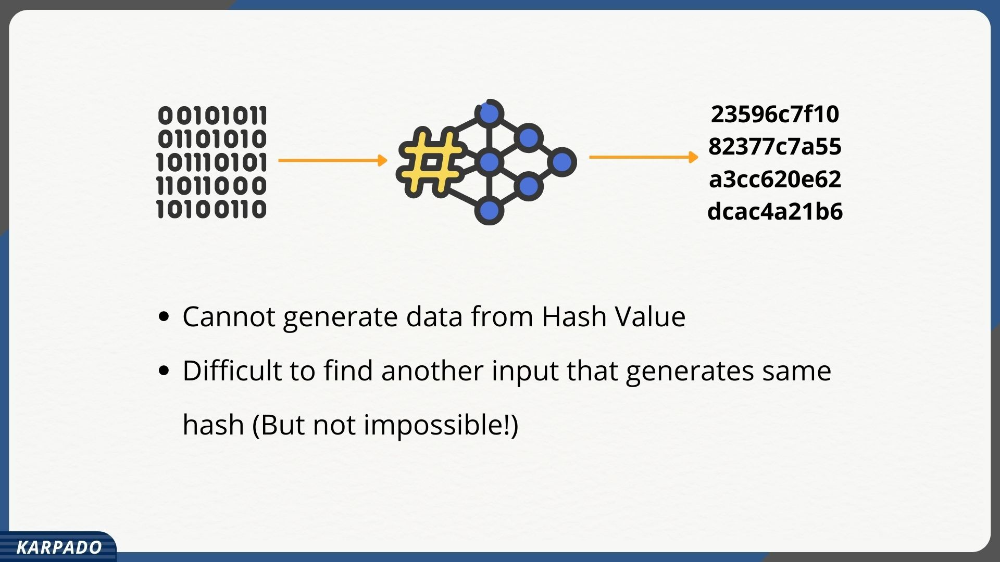 00101011
01101010
101110101
11011000
10100110
#
23596c7f10
82377c7a55
a3cc620e62
dcac4a21b6
• Cannot generate data from Hash Value
• Difficult to find another input that generates same
hash (But not impossible!)
KARPADO